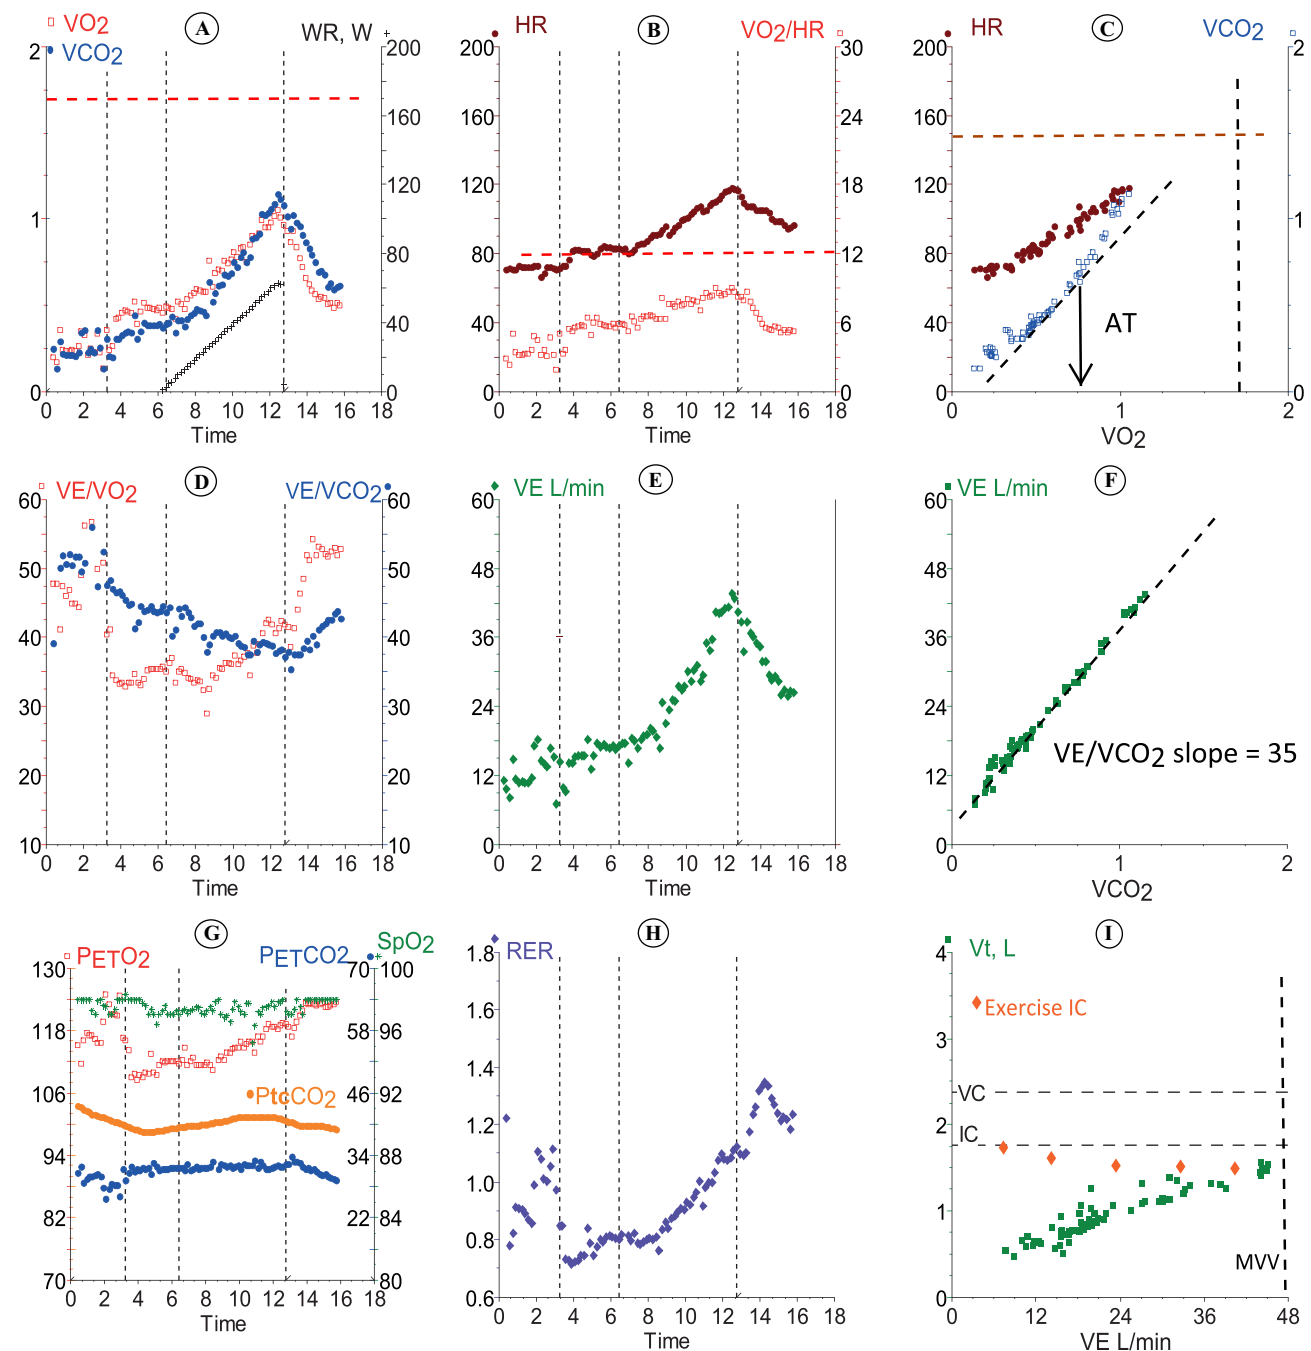 VO2 A WR, W
VCO2
2 200
160
120
1
80
40
0 0
0 2 4 6 8 10 12 14 16 18
Time
HR B VO2/HR
200 30
160 24
120 18
80 12
40 6
0 0
0 2 4 6 8 10 12 14 16 18
Time
HR C VCO2
200 2
160
120
1
80
40 AT
0 0
0 1 2
VO2
VE/VO2 D VE/VCO2
60 60
50 50
40 40
30 30
20 20
10 10
0 2 4 6 8 10 12 14 16 18
Time
VE L/min E
60
48
36
24
12
0
0 2 4 6 8 10 12 14 16 18
Time
VE L/min F
60
48
36
24
VE/VCO2 slope = 35
12
0
0 1 2
VCO2
G SpO2
PETO2 PETCO2
130 70 100
118 58 96
106 PtcCO2 46 92
94 34 88
82 22 84
70 10 80
0 2 4 6 8 10 12 14 16 18
Time
RER H
1.8
1.6
1.4
1.2
1.0
0.8
0.6
0 2 4 6 8 10 12 14 16 18
Time
Vt, L I
4
Exercise IC
3
VC
2
IC
1
MVV
0
0 12 24 36 48
VE L/min